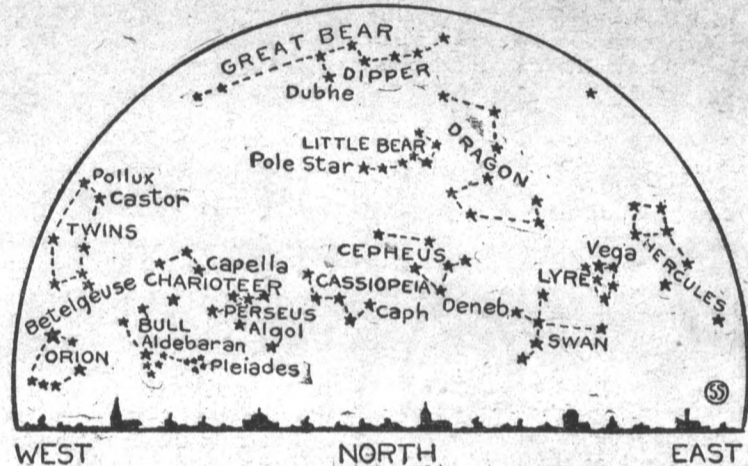 GREAT BEAR
DIPPER
Dubhe
LITTLE BEAR
Pole Star
DRAGON
Pollux
Castor
TWINS
CEPHEUS
Vega
HERCULES
Capella
LYRE
CHARIOTEER
CASSIOPEIA
Betelgeuse
PERSEUS
Caph
Deneb
BULL
Algol
Aldebaran
SWAN
ORION
Pleiades
SS
WEST NORTH EAST